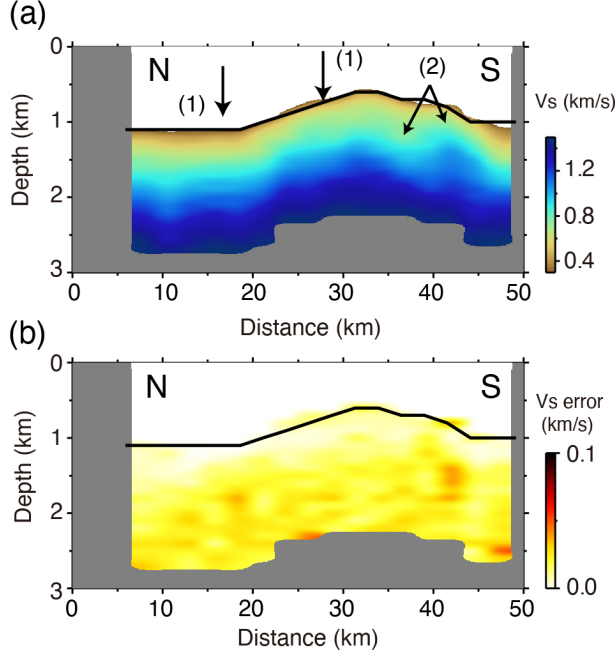 (a)
0
N
(1)
(1)
(2)
S
Vs (km/s)
Depth (km)
1
1.2
2
0.8
0.4
3
0
10
20
30
40
50
Distance (km)
(b)
0
N
S
Vs error
(km/s)
Depth (km)
1
0.1
2
0.0
3
0
10
20
30
40
50
Distance (km)